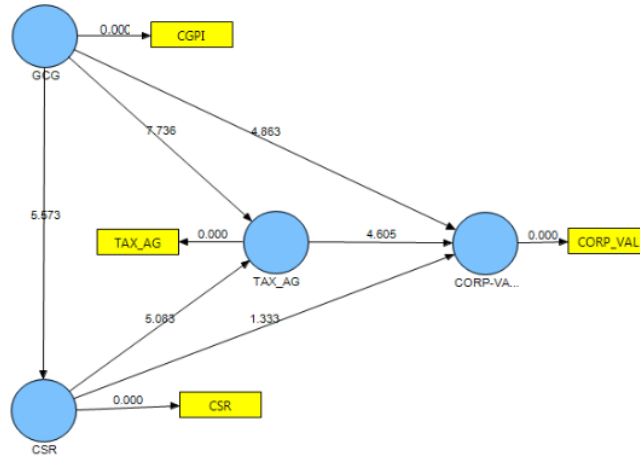 0.000
CGPI
GCG
7.736
4.863
5.573
TAX_AG
0.000
4.605
0.000
CORP_VAL
TAX_AG
CORP-VA...
5.083
1.333
0.000
CSR
CSR